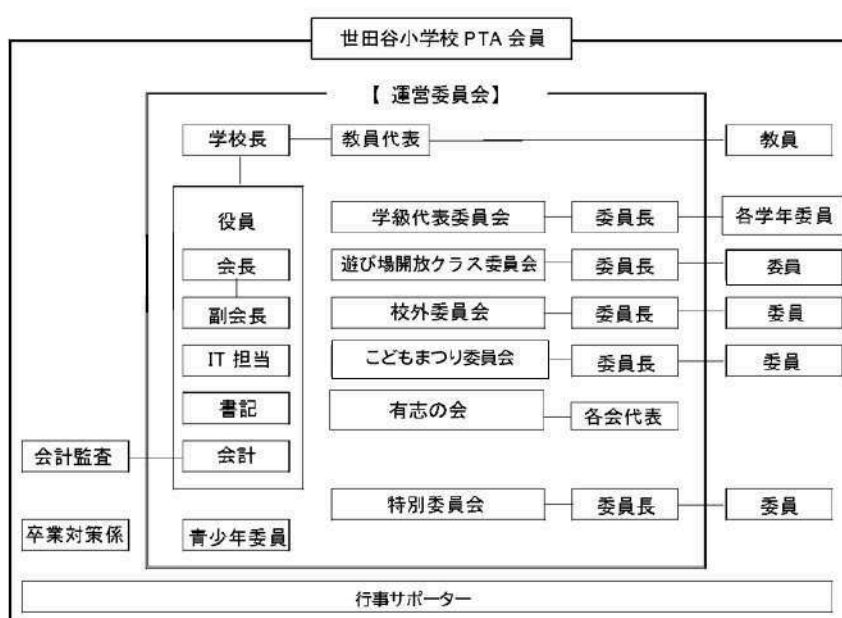 世田谷小学校 PTA 会員
【 運営委員会】
学校長
教員代表
教員
役員
会長
副会長
IT 担当
書記
会計
学級代表委員会
委員長
各学年委員
遊び場開放クラス委員会
委員長
委員
校外委員会
委員長
委員
こどもまつり委員会
委員長
委員
有志の会
各会代表
会計監査
特別委員会
委員長
委員
卒業対策係
青少年委員
行事サポーター